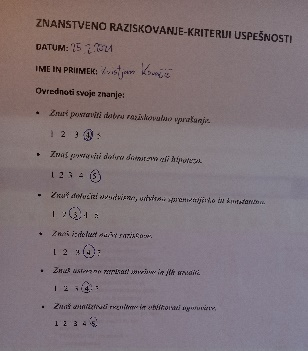 ZNANSTVENO RAZISKOVANJE-KRITERIJI USPEŠNOSTI
DATUM: 25 2 2021
IME IN PRIIMEK: Kovačič
Ovrednoti svoje znanje:
• Znaš postaviti dobro raziskovalno vprašanje.
1 2 3 4 5
• Znaš postaviti dobro domnevo ali hipotezo.
1 2 3 4 5
• Znaš določiti neodvisno, odvisno spremenljivko in konstantno.
1 2 3 4 5
• Znaš izdelati načrt raziskave.
1 2 3 4 5
• Znaš ustrezno zapisati meritve in jih urediti.
1 2 3 4 5
• Znaš analizirati rezultate in oblikovati ugotovitve.
1 2 3 4 5